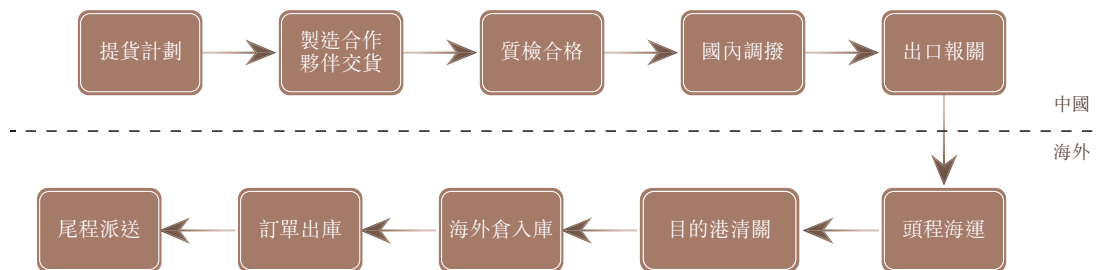 提貨計劃
製造合作
夥伴交貨
質檢合格
國內調撥
出口報關
中國
海外
尾程派送
訂單出庫
海外倉入庫
目的港清關
頭程海運